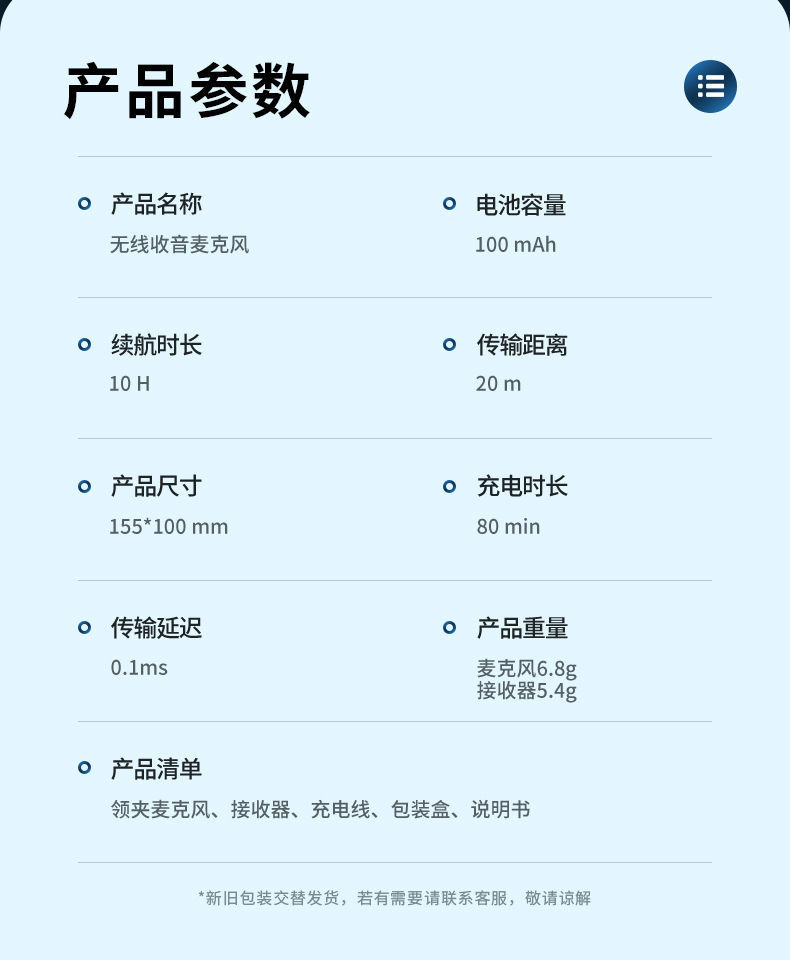 产品参数
产品名称
无线收音麦克风
电池容量
100 mAh
续航时长
10 H
传输距离
20 m
产品尺寸
155*100 mm
充电时长
80 min
传输延迟
0.1ms
产品重量
麦克风6.8g
接收器5.4g
产品清单
领夹麦克风、接收器、充电线、包装盒、说明书
*新旧包装交替发货，若有需要请联系客服，敬请谅解